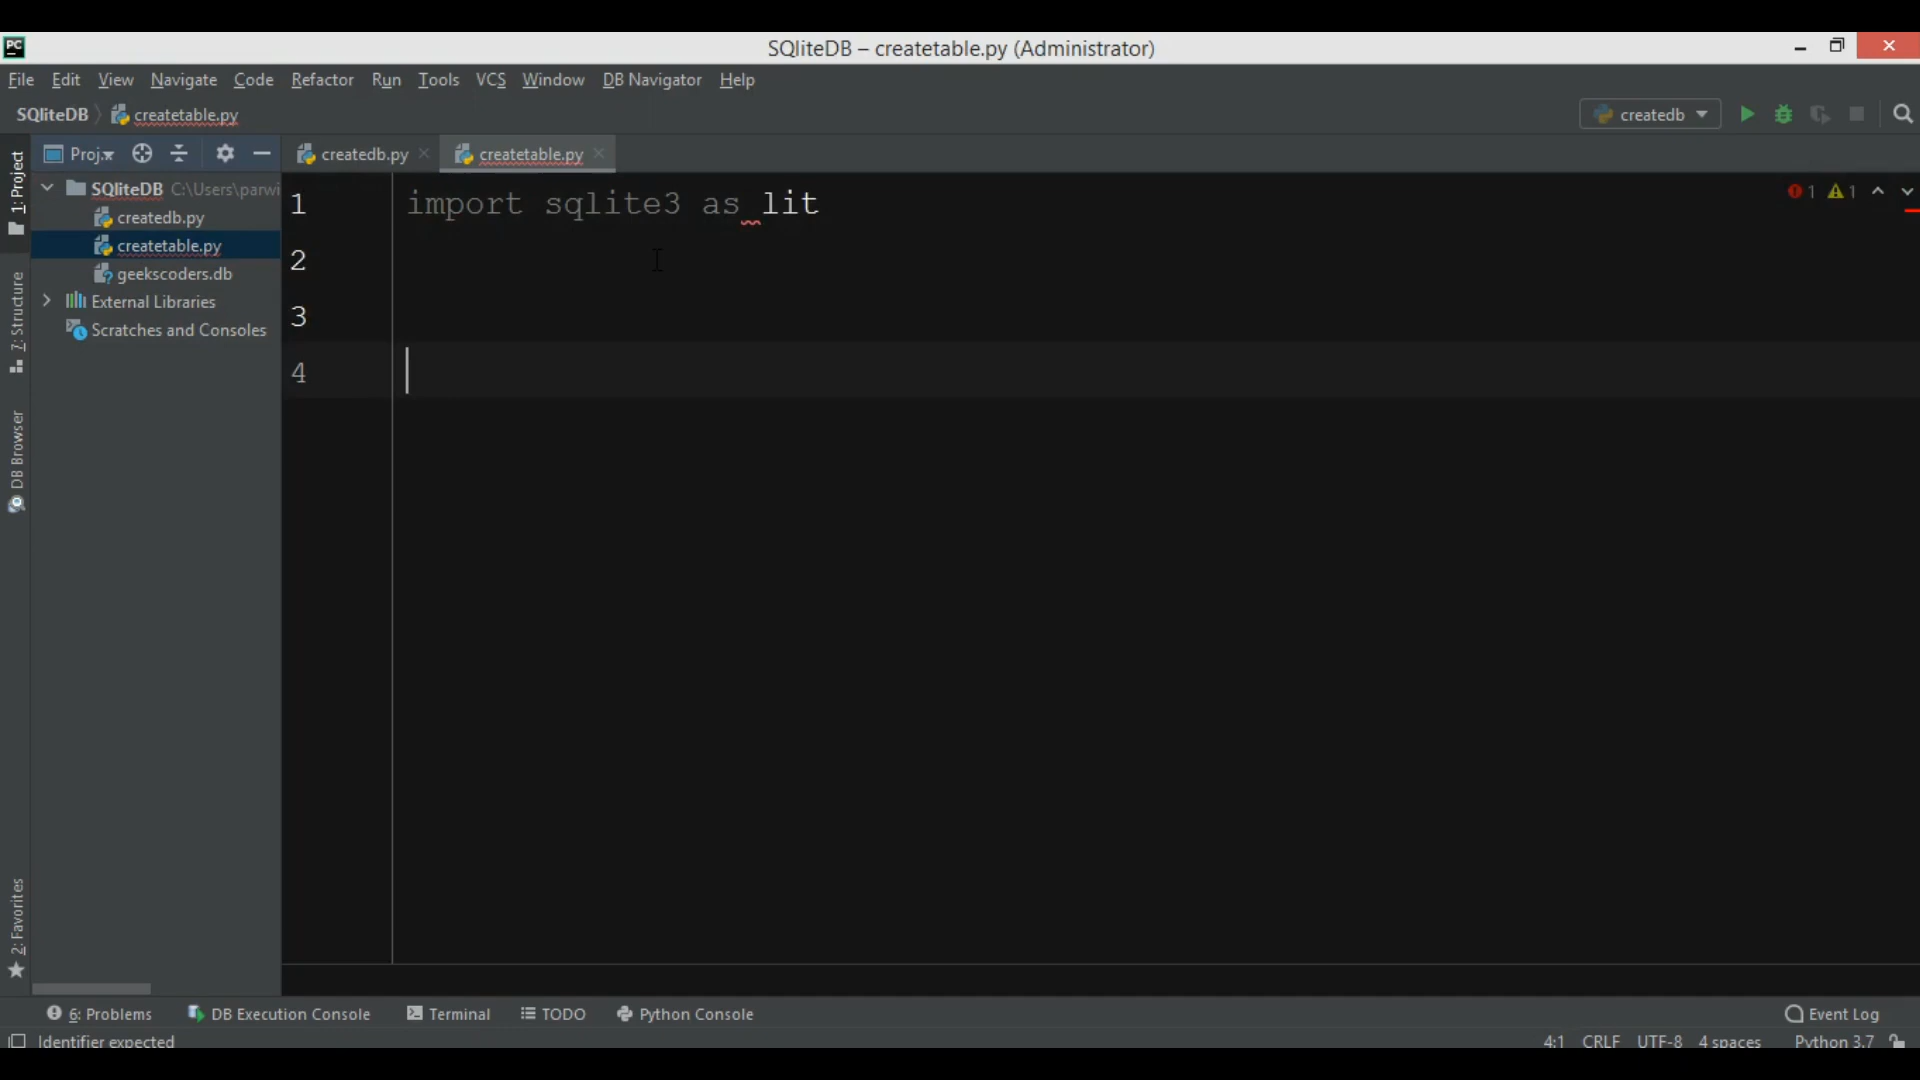 PC
SQliteDB – createtable.py (Administrator)
File Edit View Navigate Code Refactor Run Tools VCS Window DB Navigator Help
SQliteDB createtable.py createdb
1: Project
Proj...
createdb.py createtable.py
SQliteDB C:\Users\parwi
createdb.py
createtable.py
geekscoders.db
External Libraries
Scratches and Consoles
7: Structure
DB Browser
2: Favorites
1 import sqlite3 as lit
1 1
2
3
4
6: Problems DB Execution Console Terminal TODO Python Console Event Log
Identifier expected 4:1 CRLF UTF-8 4 spaces Python 3.7